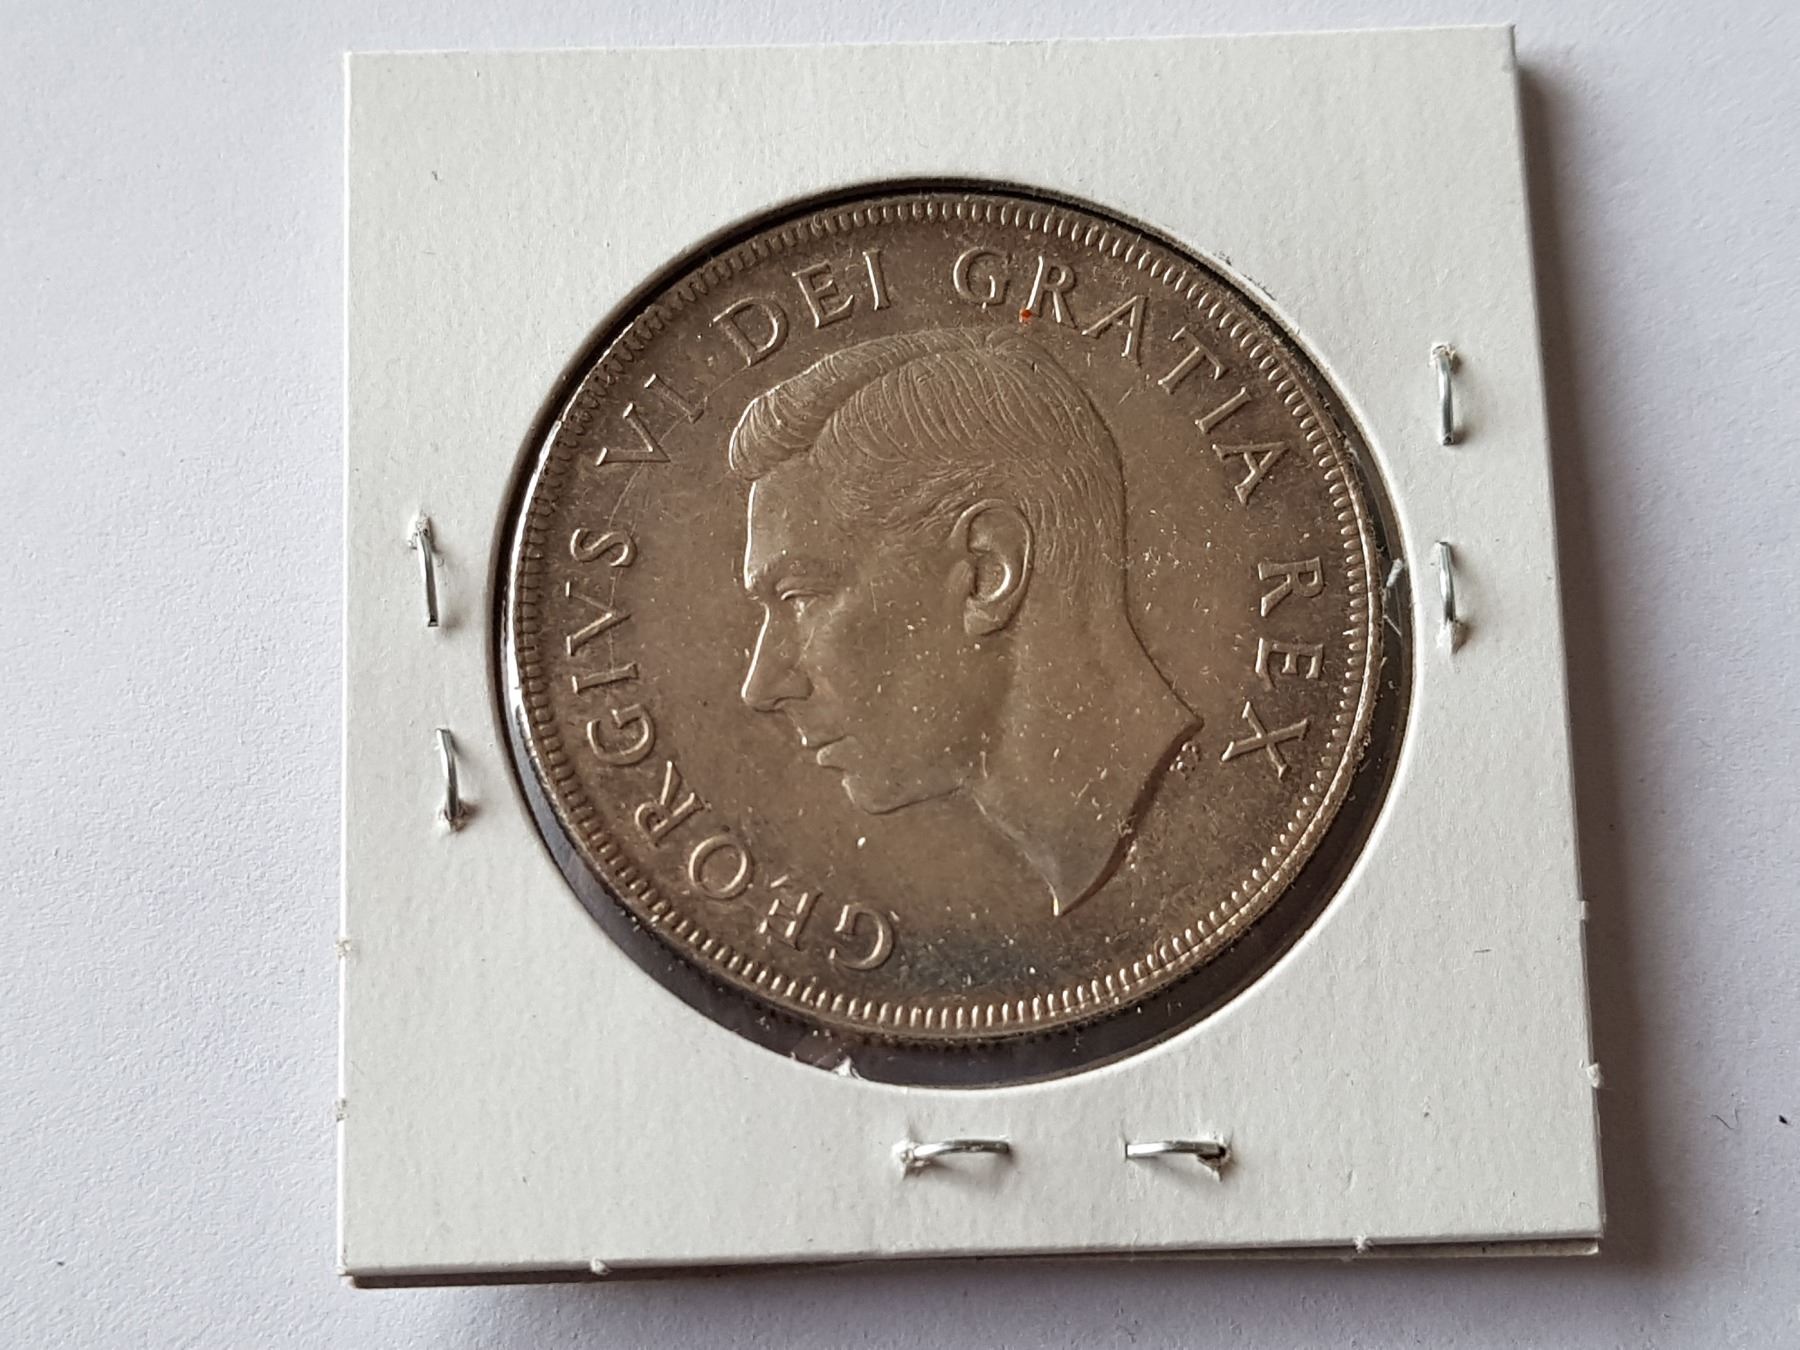 GEORGIVS VI DEI GRATIA REX